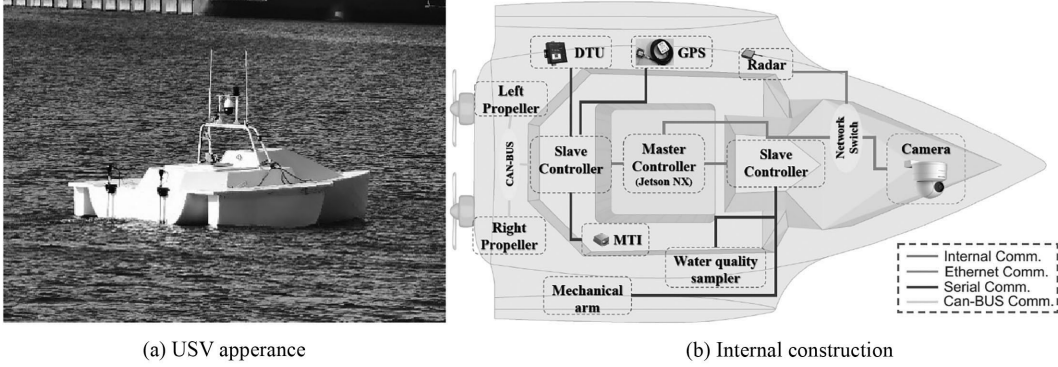 DTU
GPS
Radar
Left
Propeller
CAN-BUS
Slave
Controller
Master
Controller
(Jetson NX)
Slave
Controller
Network
Switch
Camera
Right
Propeller
MTI
Water quality
sampler
Mechanical
arm
Internal Comm.
Ethernet Comm.
Serial Comm.
Can-BUS Comm.
(a) USV apperance
(b) Internal construction